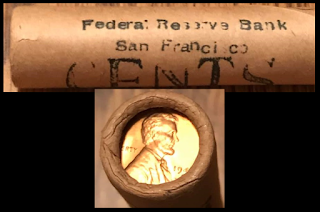 Federal Reserve Bank
San Francisco
CENTS